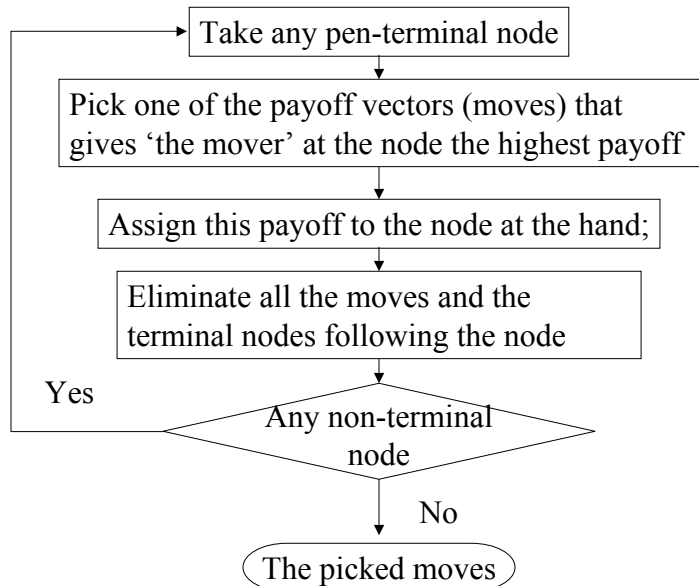 Take any pen-terminal node
Pick one of the payoff vectors (moves) that
gives ‘the mover’ at the node the highest payoff
Assign this payoff to the node at the hand;
Eliminate all the moves and the
terminal nodes following the node
Yes
Any non-terminal
node
No
The picked moves